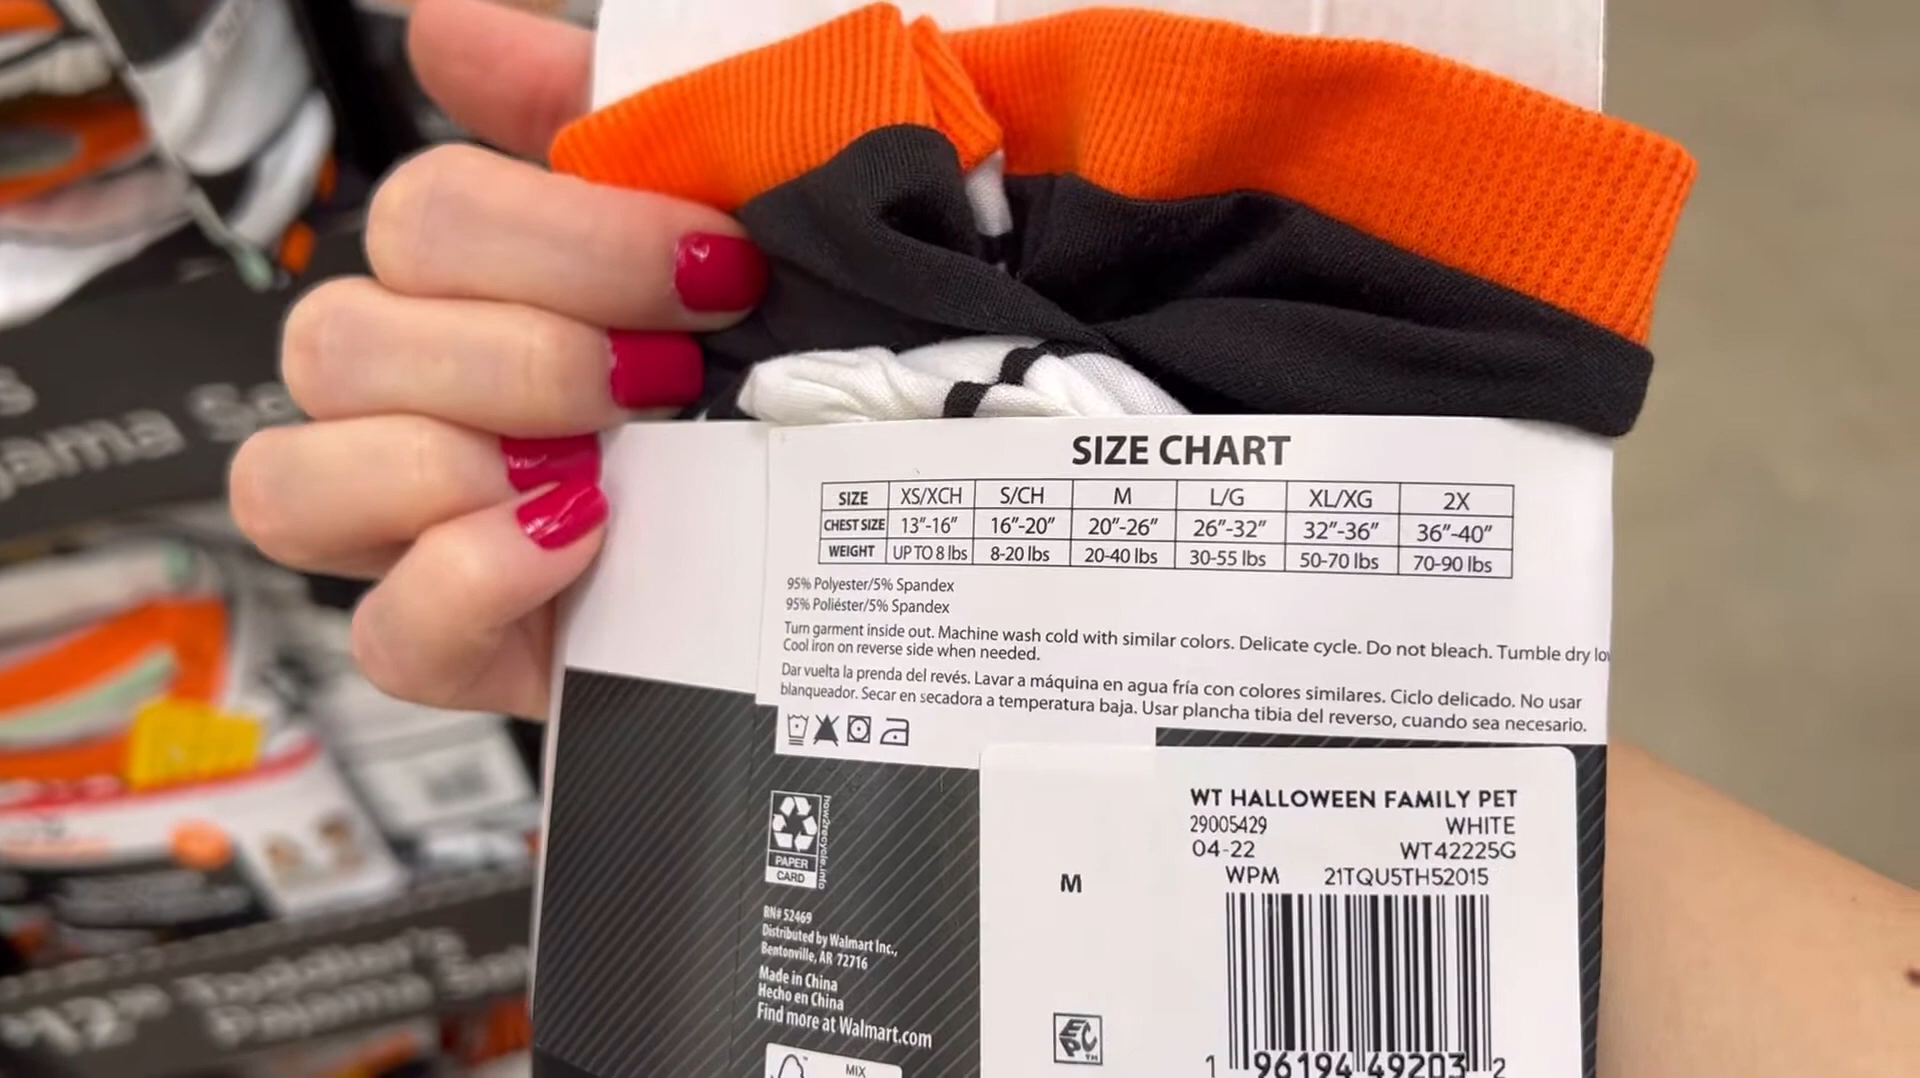 SIZE CHART
SIZE XS/XCH S/CH M L/G XL/XG 2X
CHEST SIZE 13"-16" 16"-20" 20"-26" 26"-32" 32"-36" 36"-40"
WEIGHT UP TO 8 lbs 8-20 lbs 20-40 lbs 30-55 lbs 50-70 lbs 70-90 lbs
95% Polyester/5% Spandex
95% Poliéster/5% Spandex
Turn garment inside out. Machine wash cold with similar colors. Delicate cycle. Do not bleach. Tumble dry
Cool iron on reverse side when needed.
Dar vuelta la prenda del revés. Lavar a máquina en agua fría con colores similares. Ciclo delicado. No usar
blanqueador. Secar en secadora a temperatura baja. Usar plancha tibia del reverso, cuando sea necesario.
how2recycle.info
PAPER
CARD
RN# 52469
Distributed by Walmart Inc.,
Bentonville, AR 72716
Made in China
Hecho en China
Find more at Walmart.com
MIX
M
EPC TM
WT HALLOWEEN FAMILY PET
29005429 WHITE
04-22 WT42225G
WPM 21TQU5TH52015
1 96194 49203 2
Toddler's
Pajama